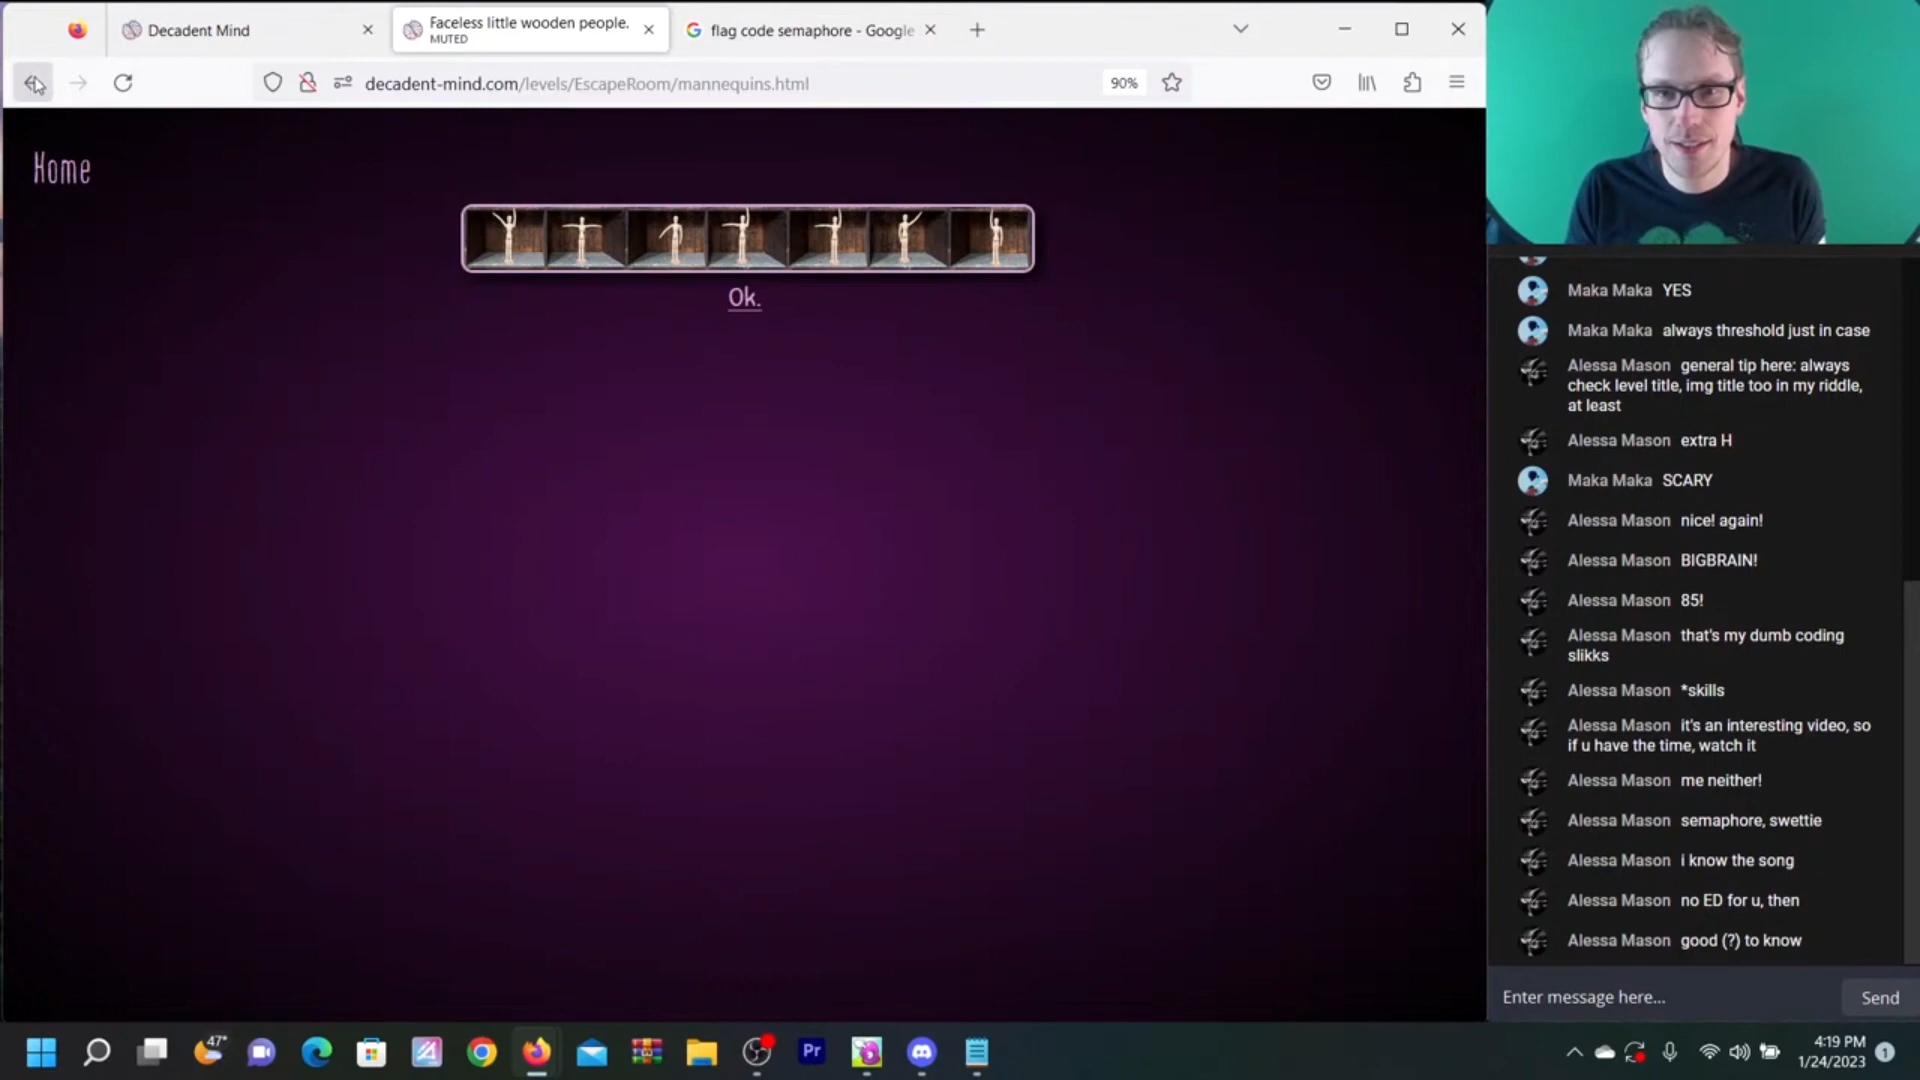 Decadent Mind
Faceless little wooden people.
MUTED
flag code semaphore - Google
decadent-mind.com/levels/EscapeRoom/mannequins.html
90%
Home
Ok.
Maka Maka YES
Maka Maka always threshold just in case
Alessa Mason general tip here: always
check level title, img title too in my riddle,
at least
Alessa Mason extra H
Maka Maka SCARY
Alessa Mason nice! again!
Alessa Mason BIGBRAIN!
Alessa Mason 85!
Alessa Mason that's my dumb coding
slikks
Alessa Mason *skills
Alessa Mason it's an interesting video, so
if u have the time, watch it
Alessa Mason me neither!
Alessa Mason semaphore, swettie
Alessa Mason i know the song
Alessa Mason no ED for u, then
Alessa Mason good (?) to know
Enter message here...
Send
47°
Pr
4:19 PM
1/24/2023
1